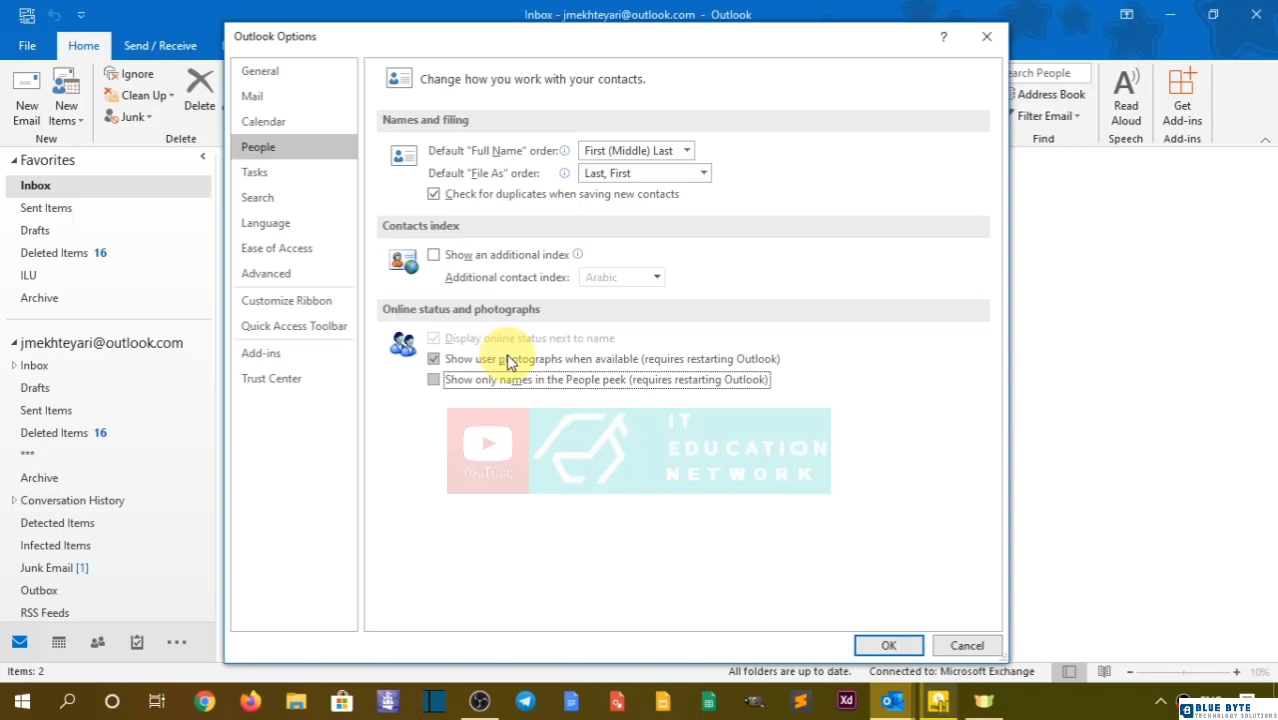 Inbox - jmekhteyari@outlook.com - Outlook
File
Home
Send / Receive
Outlook Options
?
New Email
New Items
New
Ignore
Clean Up
Junk
Delete
Delete
earch People
Address Book
Filter Email
Find
Read Aloud
Speech
Get Add-ins
Add-ins
Favorites
Inbox
Sent Items
Drafts
Deleted Items 16
ILU
Archive
jmekhteyari@outlook.com
Inbox
Drafts
Sent Items
Deleted Items 16
***
Archive
Conversation History
Detected Items
Infected Items
Junk Email [1]
Outbox
RSS Feeds
General
Mail
Calendar
People
Tasks
Search
Language
Ease of Access
Advanced
Customize Ribbon
Quick Access Toolbar
Add-ins
Trust Center
Change how you work with your contacts.
Names and filing
Default "Full Name" order: First (Middle) Last
Default "File As" order: Last, First
Check for duplicates when saving new contacts
Contacts index
Show an additional index
Additional contact index: Arabic
Online status and photographs
Display online status next to name
Show user photographs when available (requires restarting Outlook)
Show only names in the People peek (requires restarting Outlook)
YouTube
IT
EDUCATION
NETWORK
OK
Cancel
Items: 2
All folders are up to date.
Connected to: Microsoft Exchange
10%
Xd
BLUE BYTE
TECHNOLOGY SOLUTIONS